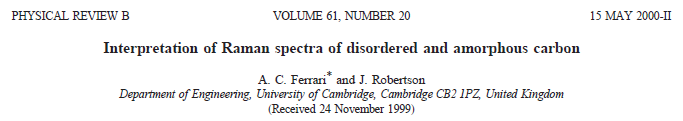 PHYSICAL REVIEW B VOLUME 61, NUMBER 20 15 MAY 2000-II
Interpretation of Raman spectra of disordered and amorphous carbon
A. C. Ferrari* and J. Robertson
Department of Engineering, University of Cambridge, Cambridge CB2 1PZ, United Kingdom
(Received 24 November 1999)